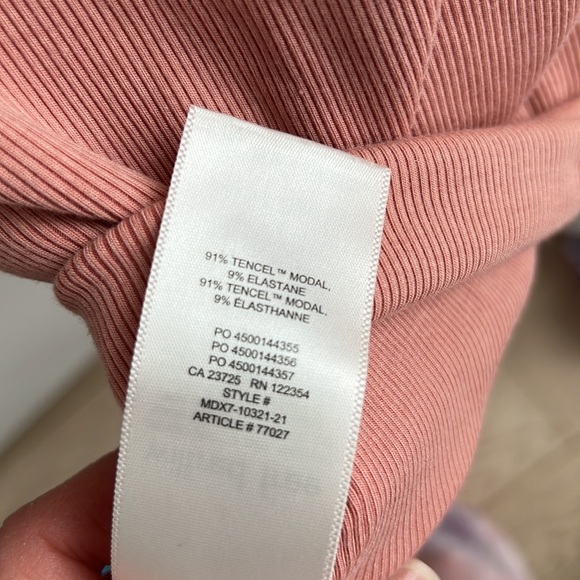 91% TENCEL™ MODAL,
9% ELASTANE
91% TENCEL™ MODAL,
9% ÉLASTHANNE
PO 4500144355
PO 4500144356
PO 4500144357
CA 23725 RN 122354
STYLE #
MDX7-10321-21
ARTICLE # 77027